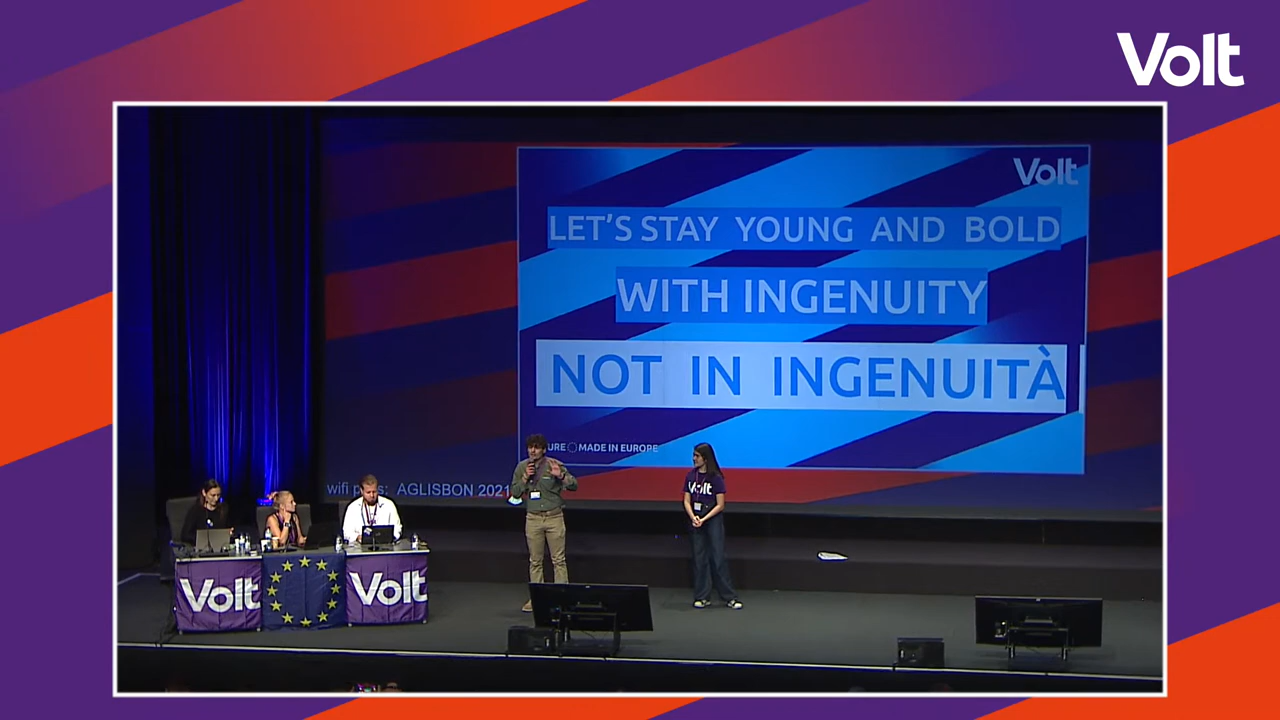 Volt
Volt
LET'S STAY YOUNG AND BOLD
WITH INGENUITY
NOT IN INGENUITÀ
URE MADE IN EUROPE
wifi
AGLISBON 2021
Volt
Volt
Volt